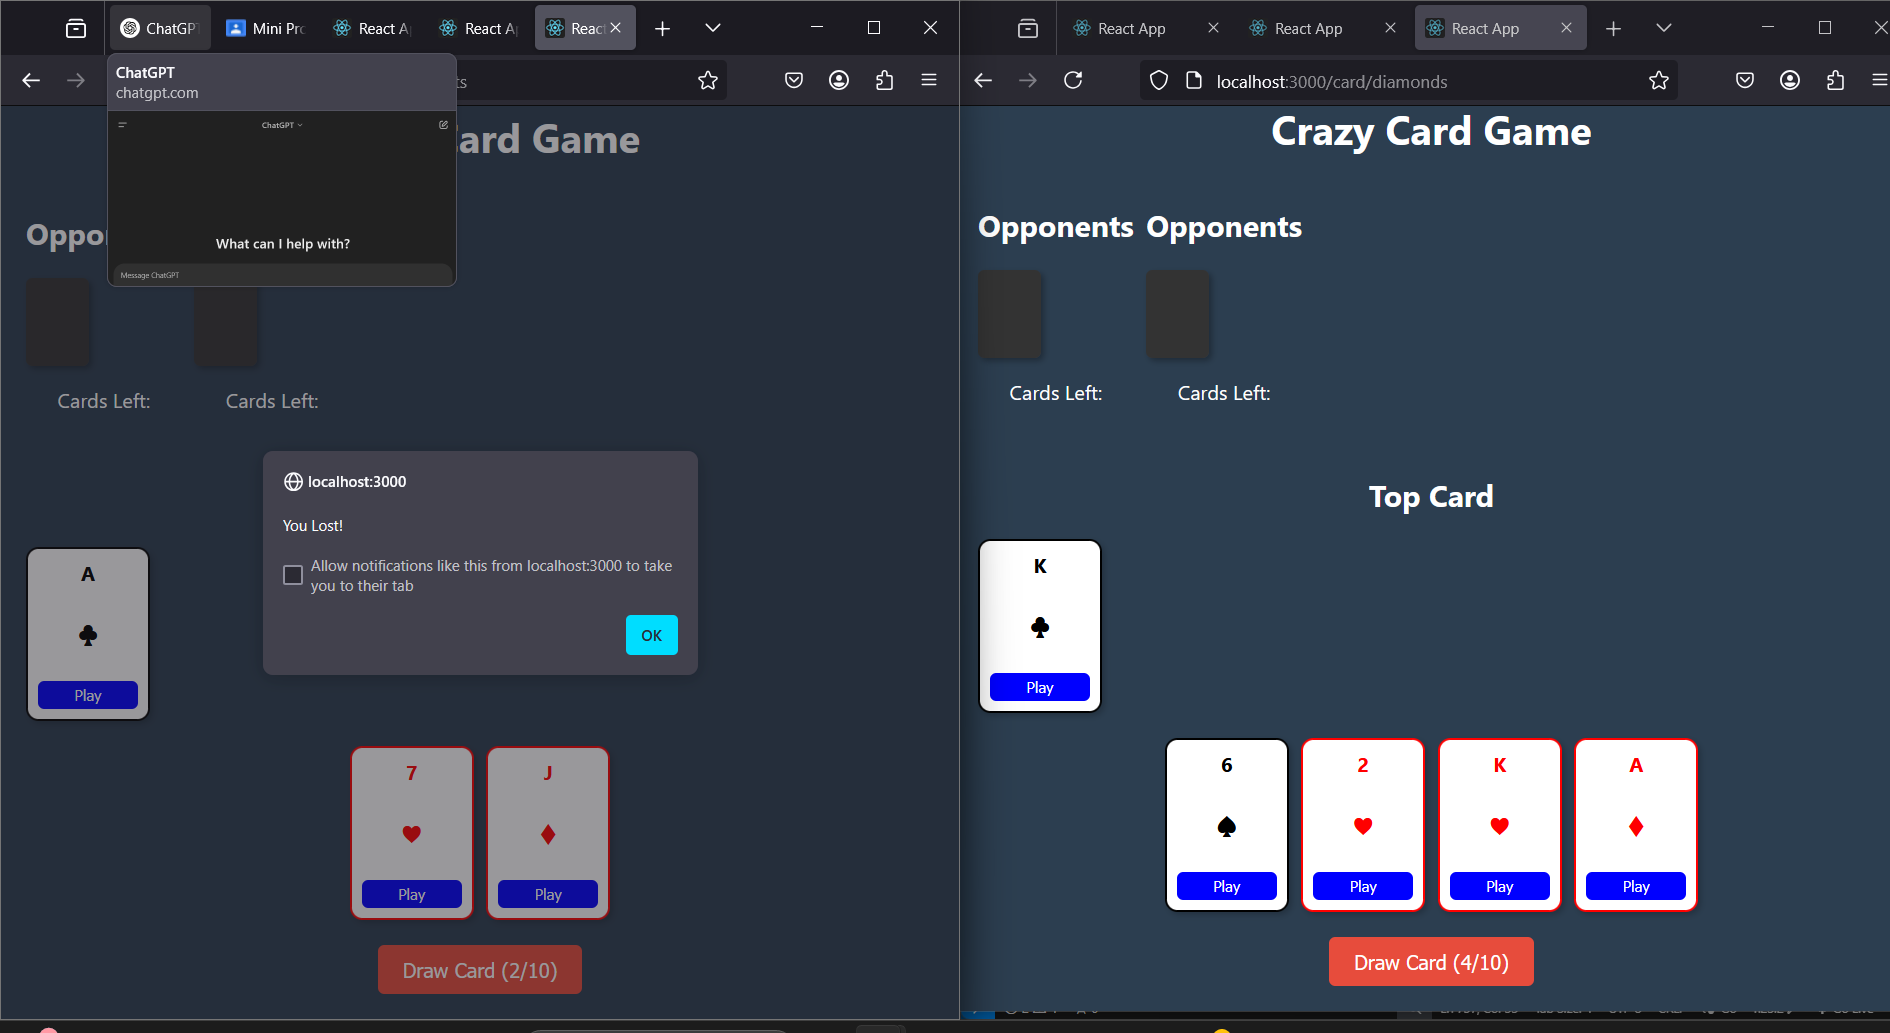 ChatGP
Mini Pro
React A
React A
React
ChatGPT
chatgpt.com
ChatGPT
What can I help with?
Message ChatGPT
ts
ard Game
Oppo
Cards Left:
Cards Left:
localhost:3000
You Lost!
Allow notifications like this from localhost:3000 to take
you to their tab
OK
A
♣
Play
7
♥
Play
J
♦
Play
Draw Card (2/10)
React App
React App
React App
localhost:3000/card/diamonds
Crazy Card Game
Opponents
Opponents
Cards Left:
Cards Left:
Top Card
K
♣
Play
6
♠
Play
2
♥
Play
K
♥
Play
A
♦
Play
Draw Card (4/10)